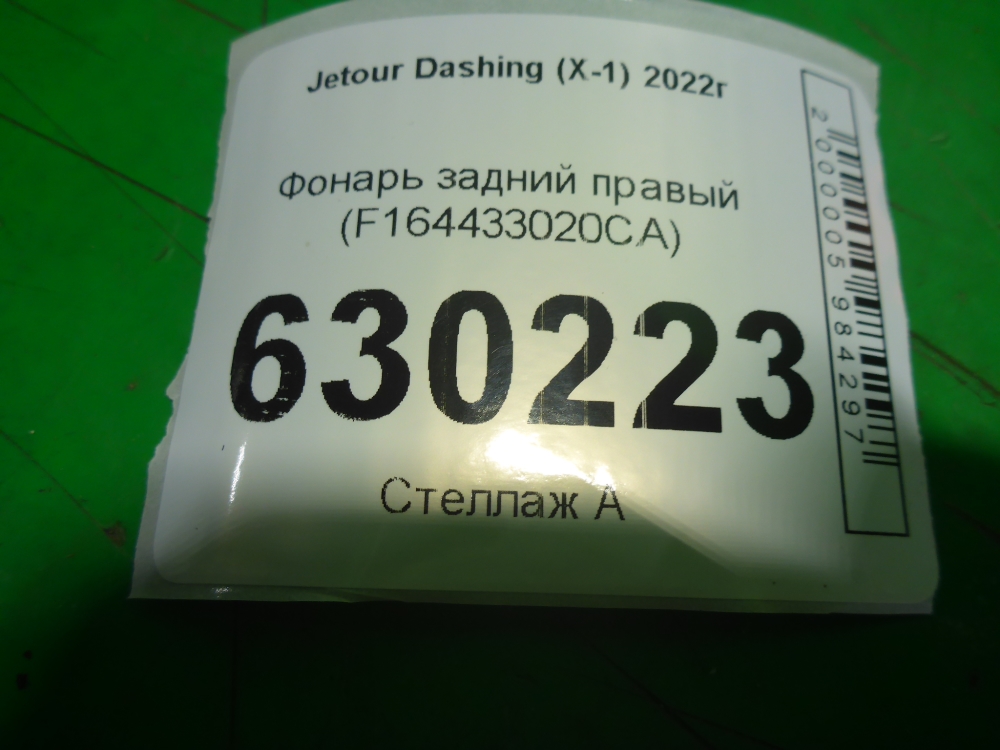 Jetour Dashing (X-1) 2022г
Фонарь задний правый
(F164433020CA)
630223
Стеллаж А
2000005984297